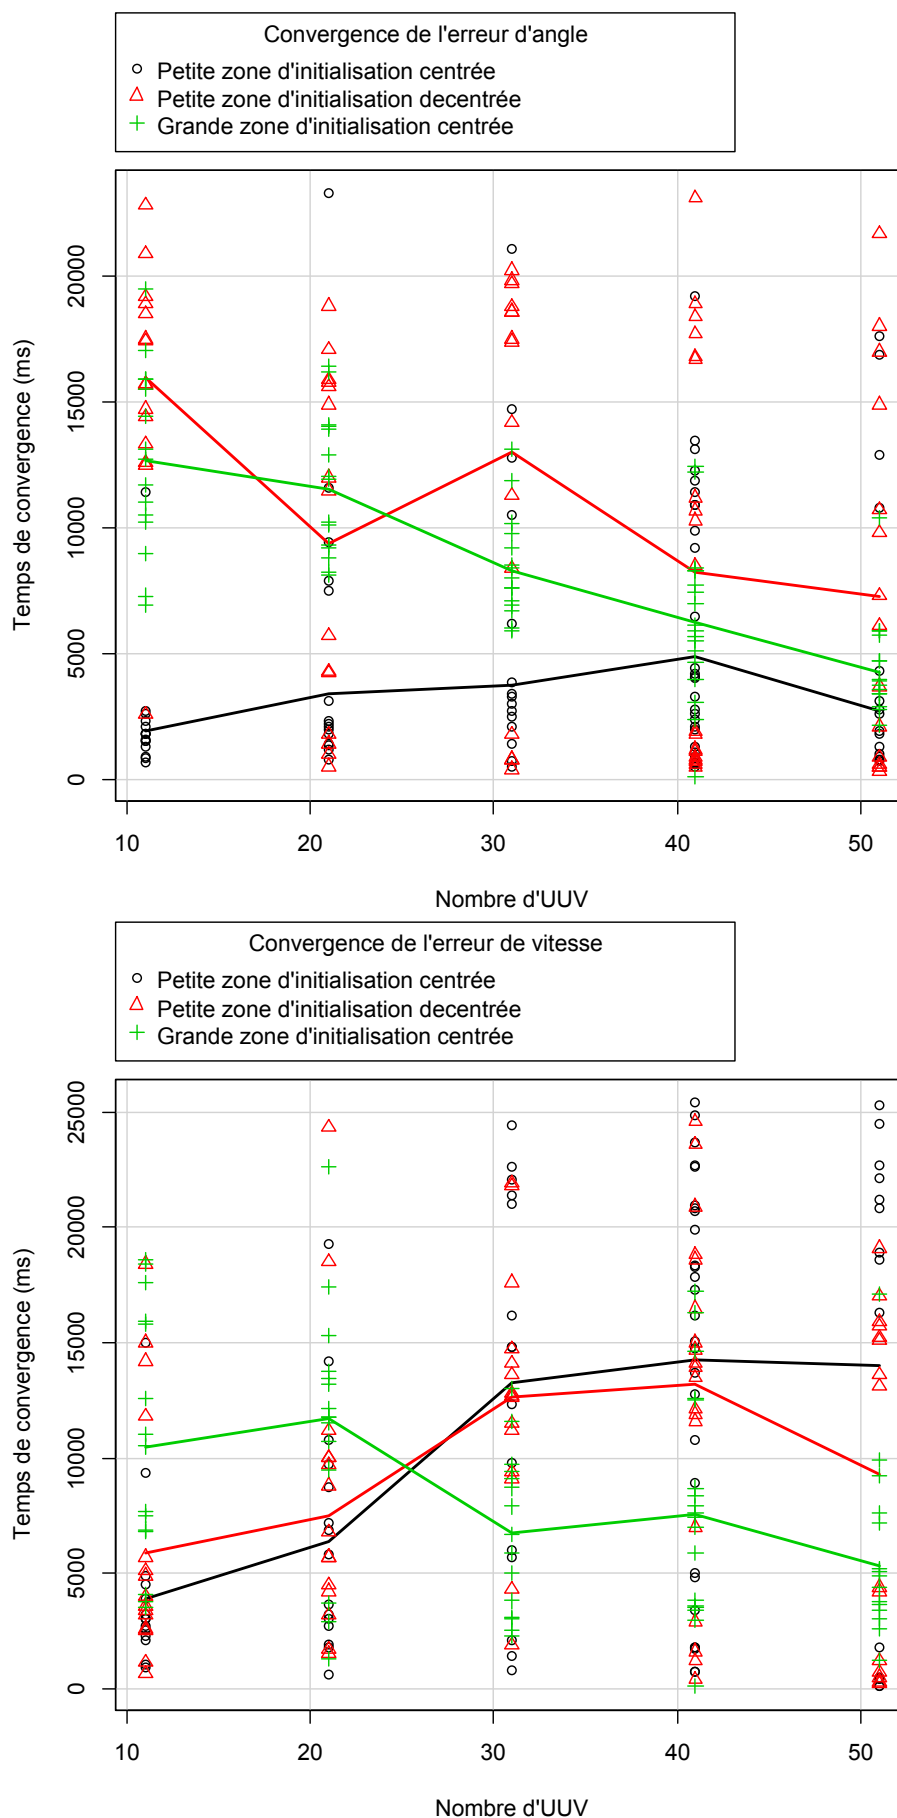 Convergence de l'erreur d'angle
Petite zone d'initialisation centrée
Petite zone d'initialisation decentrée
Grande zone d'initialisation centrée
Temps de convergence (ms)
20000
15000
10000
5000
0
10 20 30 40 50
Nombre d'UUV
Convergence de l'erreur de vitesse
Petite zone d'initialisation centrée
Petite zone d'initialisation decentrée
Grande zone d'initialisation centrée
Temps de convergence (ms)
25000
20000
15000
10000
5000
0
10 20 30 40 50
Nombre d'UUV